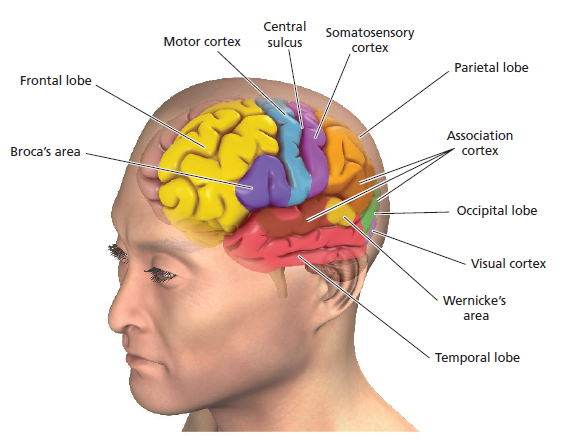 Central
sulcus
Somatosensory
cortex
Motor cortex
Parietal lobe
Frontal lobe
Association
cortex
Broca's area
Occipital lobe
Visual cortex
Wernicke's
area
Temporal lobe